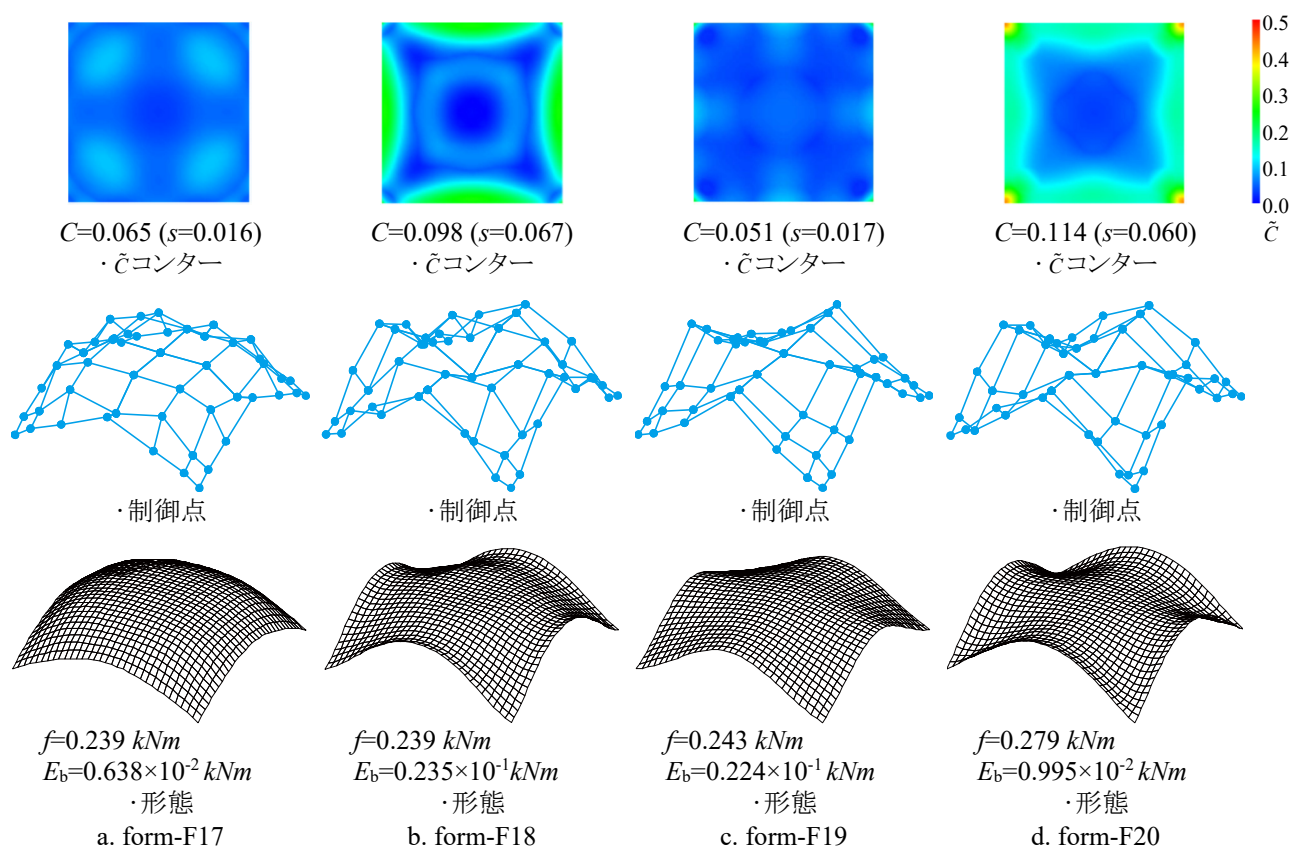 0.5
0.4
0.3
0.2
0.1
0.0
C̃
C=0.065 (s=0.016)
・C̃コンター
C=0.098 (s=0.067)
・C̃コンター
C=0.051 (s=0.017)
・C̃コンター
C=0.114 (s=0.060)
・C̃コンター
・制御点
・制御点
・制御点
・制御点
f=0.239 kNm
E_b=0.638×10^-2 kNm
・形態
a. form-F17
f=0.239 kNm
E_b=0.235×10^-1kNm
・形態
b. form-F18
f=0.243 kNm
E_b=0.224×10^-1 kNm
・形態
c. form-F19
f=0.279 kNm
E_b=0.995×10^-2 kNm
・形態
d. form-F20